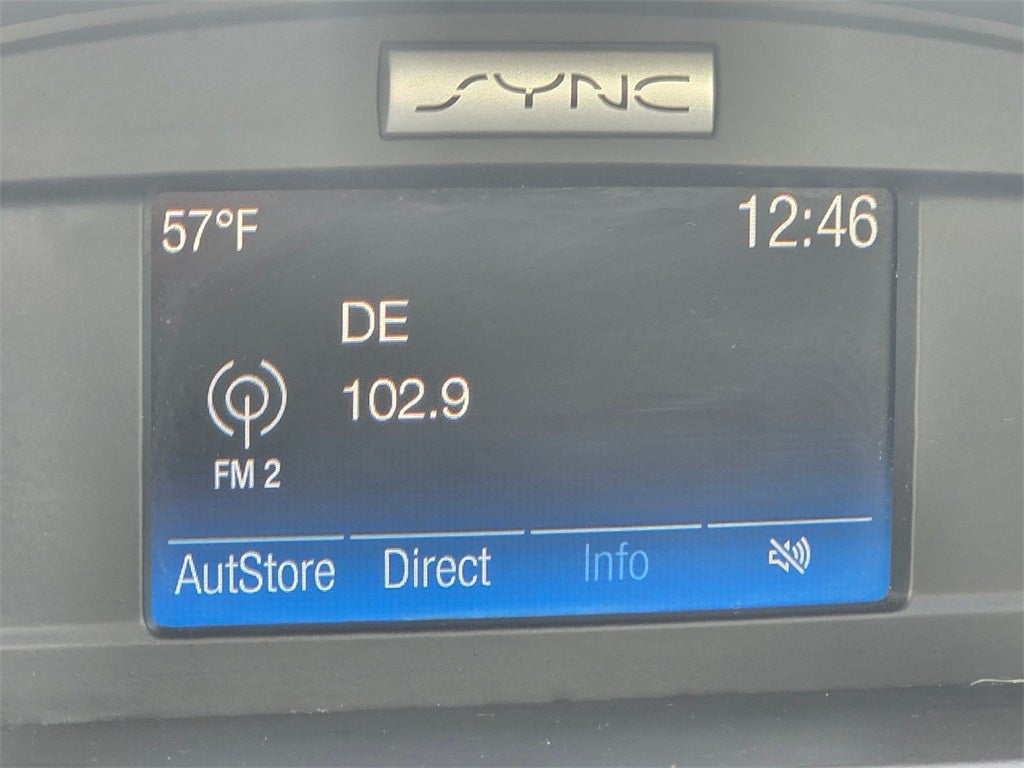 SYNC
57°F 12:46
DE
102.9
FM 2
AutStore Direct Info